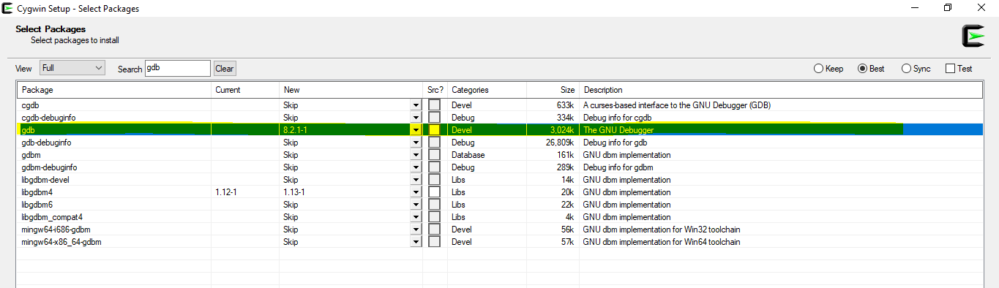 Cygwin Setup - Select Packages
Select Packages
Select packages to install
View Full Search gdb Clear Keep Best Sync Test
Package Current New Src? Categories Size Description
cgdb Skip Devel 633k A curses-based interface to the GNU Debugger (GDB)
cgdb-debuginfo Skip Debug 334k Debug info for cgdb
gdb 8.2.1-1 Devel 3,024k The GNU Debugger
gdb-debuginfo Skip Debug 26,809k Debug info for gdb
gdbm Skip Database 161k GNU dbm implementation
gdbm-debuginfo Skip Debug 289k Debug info for gdbm
libgdbm-devel Skip Libs 14k GNU dbm implementation
libgdbm4 1.12-1 1.13-1 Libs 20k GNU dbm implementation
libgdbm6 Skip Libs 22k GNU dbm implementation
libgdbm_compat4 Skip Libs 4k GNU dbm implementation
mingw64-i686-gdbm Skip Devel 56k GNU dbm implementation for Win32 toolchain
mingw64-x86_64-gdbm Skip Devel 57k GNU dbm implementation for Win64 toolchain